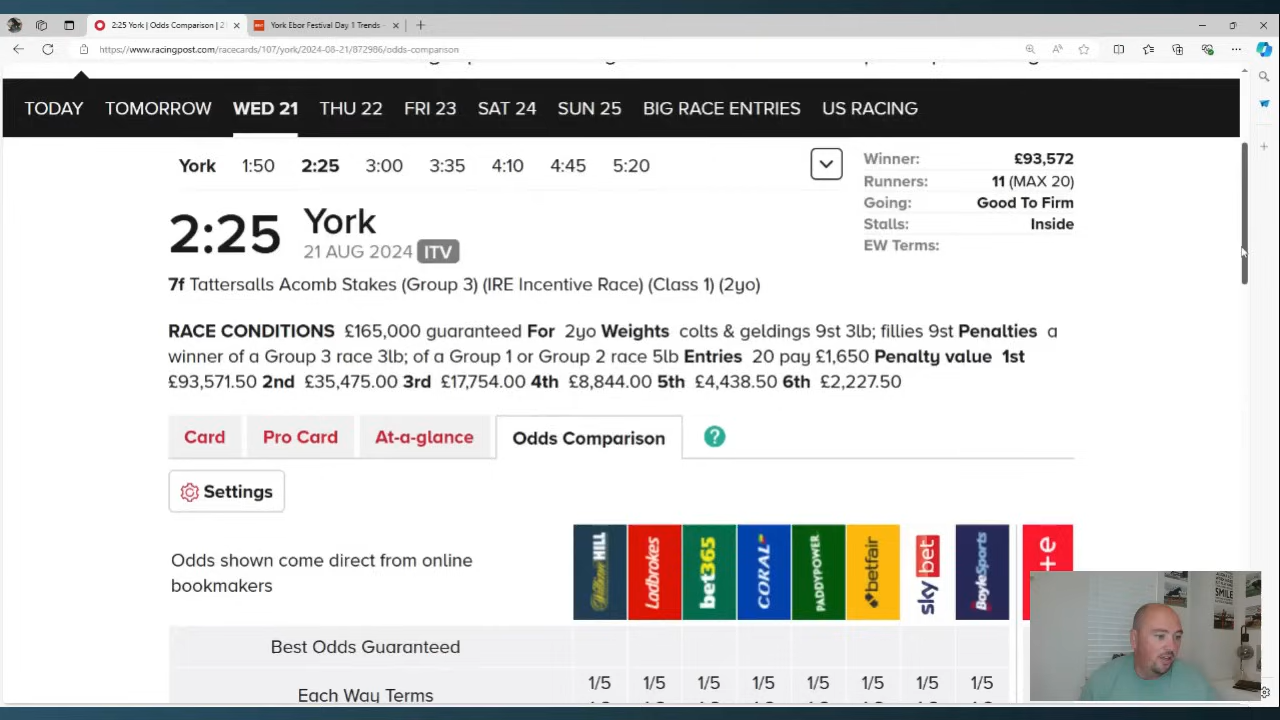 2:25 York | Odds Comparison | 2
York Ebor Festival Day 1 Trends -
https://www.racingpost.com/racecards/107/york/2024-08-21/872986/odds-comparison
TODAY TOMORROW WED 21 THU 22 FRI 23 SAT 24 SUN 25 BIG RACE ENTRIES US RACING
York 1:50 2:25 3:00 3:35 4:10 4:45 5:20
Winner: £93,572
Runners: 11 (MAX 20)
Going: Good To Firm
Stalls: Inside
EW Terms:
2:25 York
21 AUG 2024 ITV
7f Tattersalls Acomb Stakes (Group 3) (IRE Incentive Race) (Class 1) (2yo)
RACE CONDITIONS £165,000 guaranteed For 2yo Weights colts & geldings 9st 3lb; fillies 9st Penalties a
winner of a Group 3 race 3lb; of a Group 1 or Group 2 race 5lb Entries 20 pay £1,650 Penalty value 1st
£93,571.50 2nd £35,475.00 3rd £17,754.00 4th £8,844.00 5th £4,438.50 6th £2,227.50
Card Pro Card At-a-glance Odds Comparison ?
Settings
Odds shown come direct from online
bookmakers
William HILL Ladbrokes bet365 CORAL PADDYPOWER betfair sky bet BoyleSports t+e
Best Odds Guaranteed
Each Way Terms 1/5 1/5 1/5 1/5 1/5 1/5 1/5 1/5
SMILE